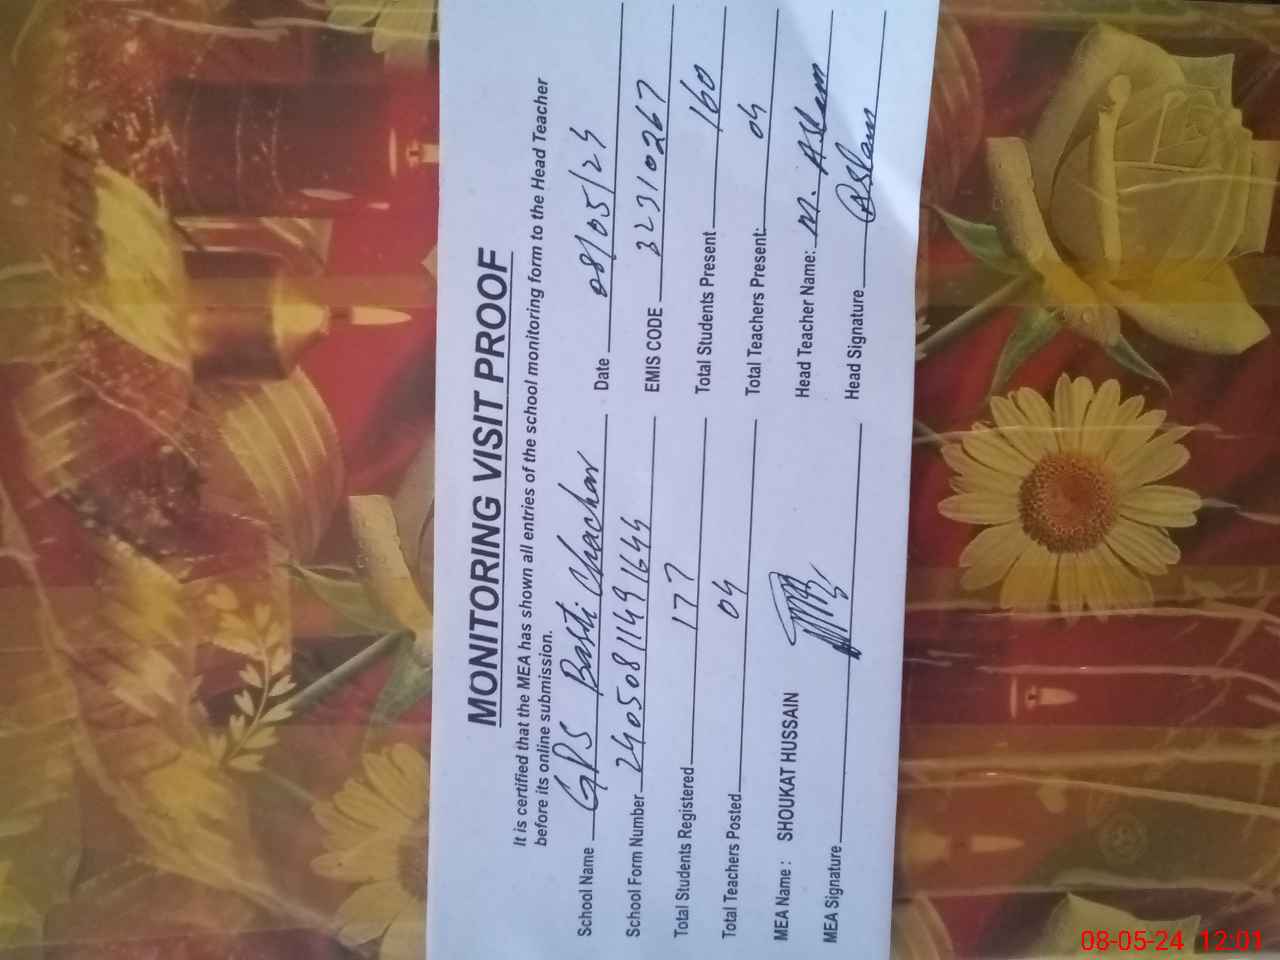 MONITORING VISIT PROOF
It is certified that the MEA has shown all entries of the school monitoring form to the Head Teacher
before its online submission.
School Name GPS Basti Chachar Date 08/05/24
School Form Number 24050811491644 EMIS CODE 32310267
Total Students Registered 177 Total Students Present 160
Total Teachers Posted 04 Total Teachers Present: 04
MEA Name : SHOUKAT HUSSAIN Head Teacher Name: M. Aslam
MEA Signature Head Signature Aslam
08-05-24 12:01